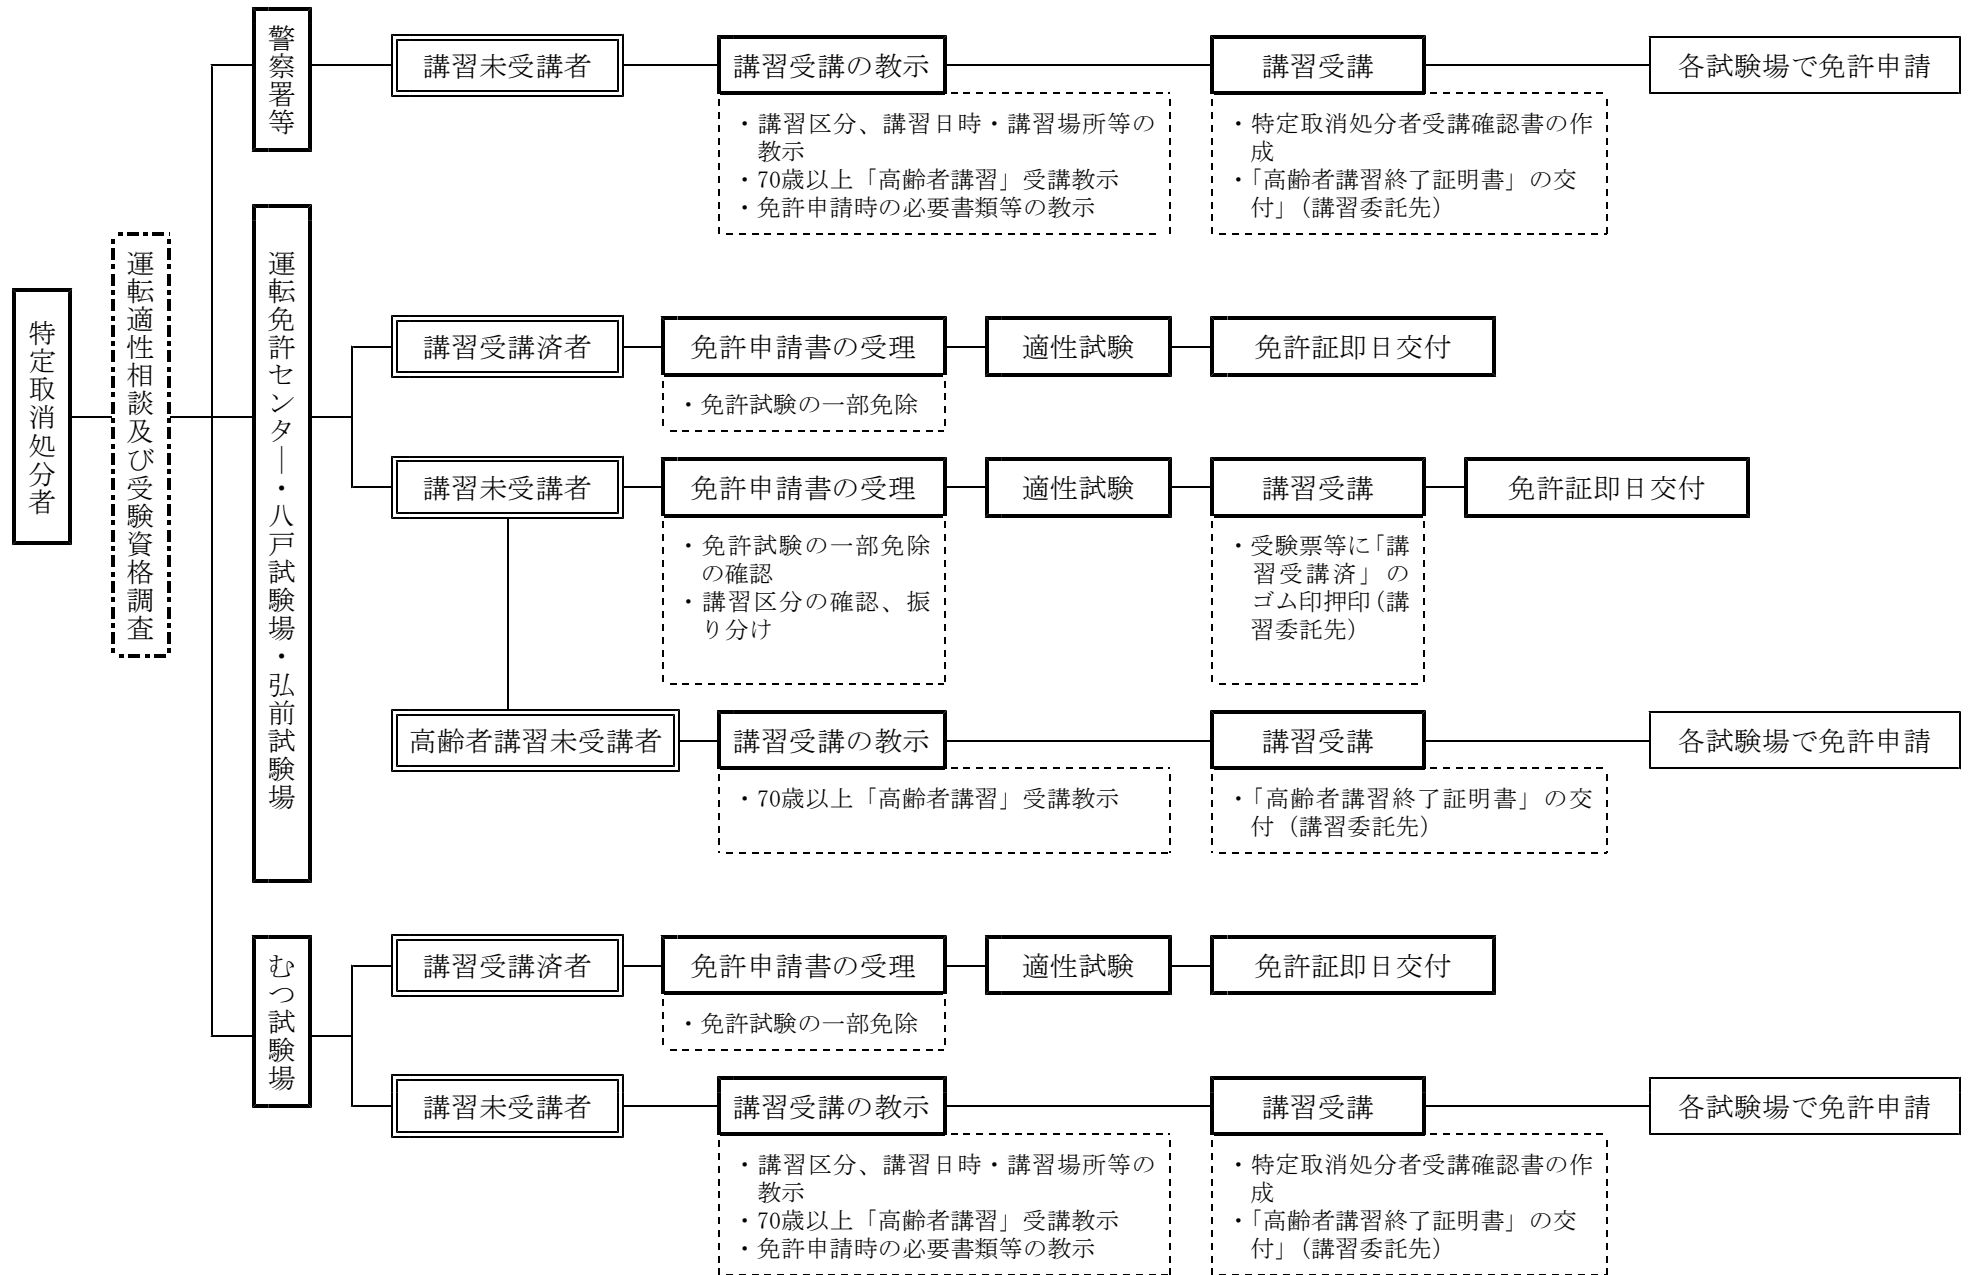 特定取消処分者
運転適性相談及び受験資格調査
警察署等
講習未受講者
講習受講の教示
・講習区分、講習日時・講習場所等の
教示
・70歳以上「高齢者講習」受講教示
・免許申請時の必要書類等の教示
講習受講
・特定取消処分者受講確認書の作
成
・「高齢者講習終了証明書」の交
付」（講習委託先）
各試験場で免許申請
運転免許センター・八戸試験場・弘前試験場
講習受講済者
免許申請書の受理
・免許試験の一部免除
適性試験
免許証即日交付
講習未受講者
免許申請書の受理
・免許試験の一部免除
の確認
・講習区分の確認、振
り分け
適性試験
講習受講
・受験票等に「講
習受講済」の
ゴム印押印（講
習委託先）
免許証即日交付
高齢者講習未受講者
講習受講の教示
・70歳以上「高齢者講習」受講教示
講習受講
・「高齢者講習終了証明書」の交
付（講習委託先）
各試験場で免許申請
むつ試験場
講習受講済者
免許申請書の受理
・免許試験の一部免除
適性試験
免許証即日交付
講習未受講者
講習受講の教示
・講習区分、講習日時・講習場所等の
教示
・70歳以上「高齢者講習」受講教示
・免許申請時の必要書類等の教示
講習受講
・特定取消処分者受講確認書の作
成
・「高齢者講習終了証明書」の交
付」（講習委託先）
各試験場で免許申請